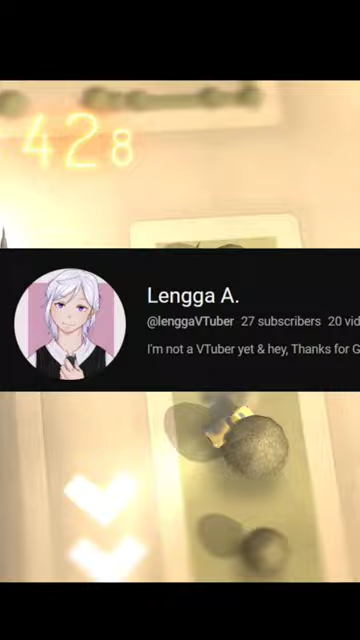 428
Lengga A.
@lenggaVTuber 27 subscribers 20 vid
I'm not a VTuber yet & hey, Thanks for G